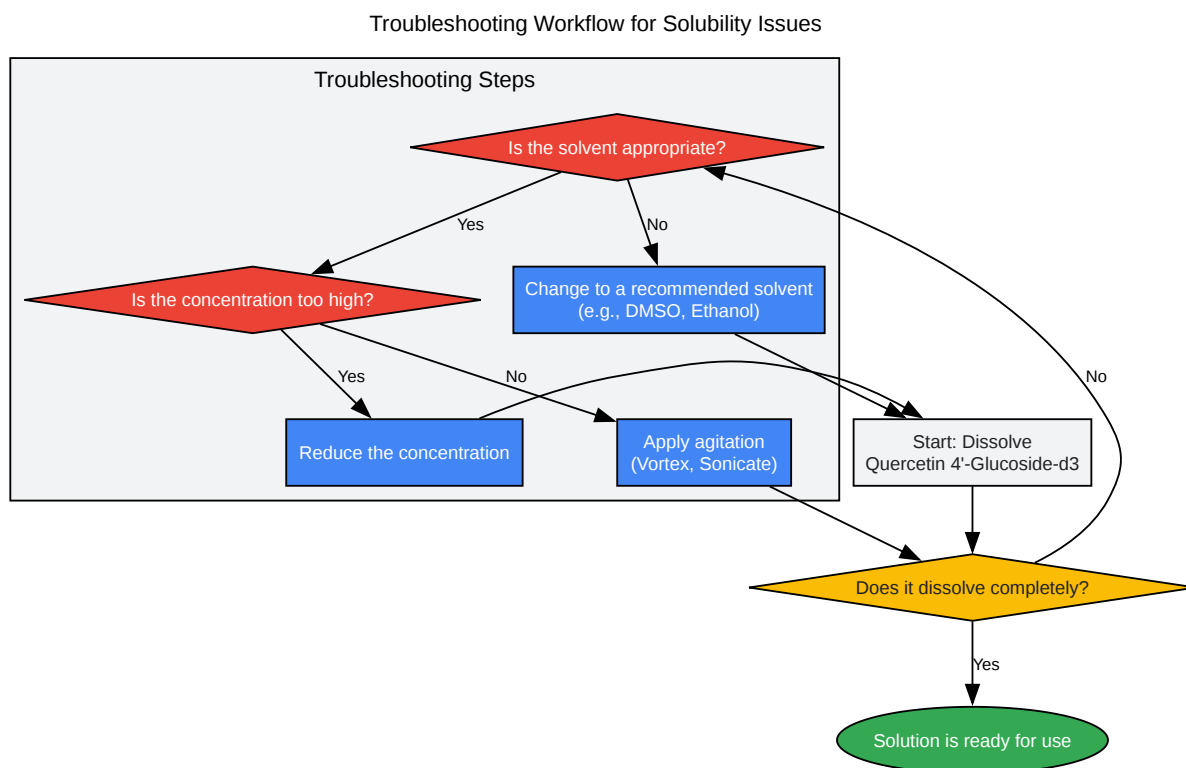 Troubleshooting Workflow for Solubility Issues
Troubleshooting Steps
Is the solvent appropriate?
Yes
No
Is the concentration too high?
Change to a recommended solvent
(e.g., DMSO, Ethanol)
Yes
No
No
Reduce the concentration
Apply agitation
(Vortex, Sonicate)
Start: Dissolve
Quercetin 4'-Glucoside-d3
Does it dissolve completely?
Yes
Solution is ready for use